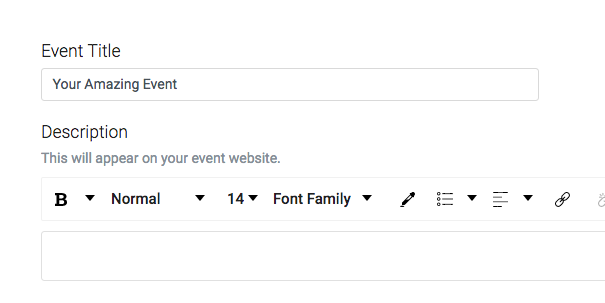 Event Title
Your Amazing Event
Description
This will appear on your event website.
B Normal 14 Font Family